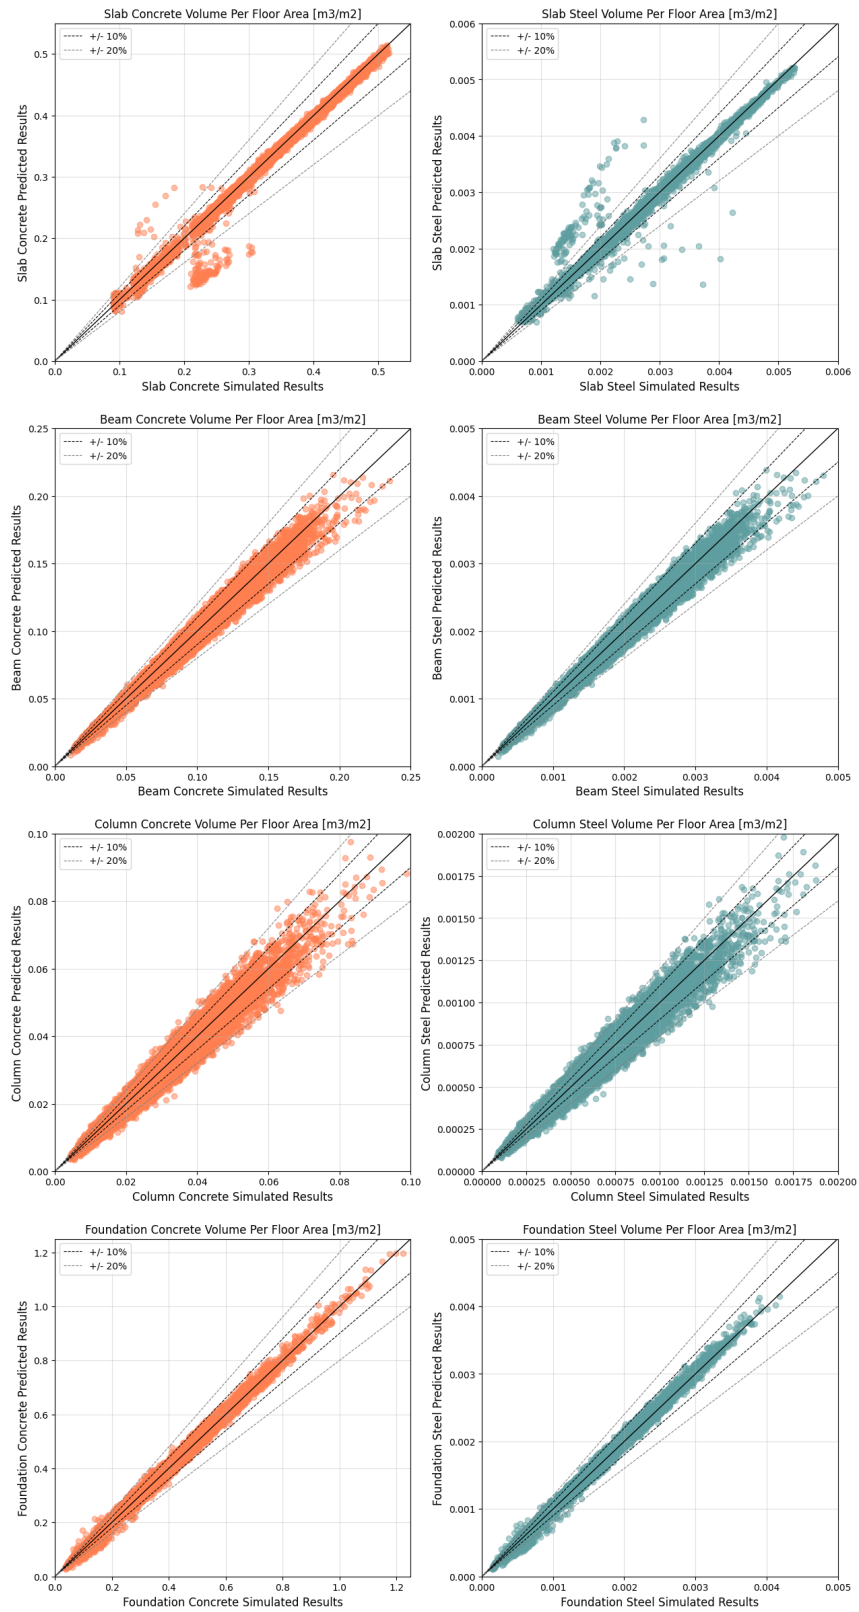 Slab Concrete Volume Per Floor Area [m3/m2]
+/- 10%
+/- 20%
0.5
0.4
0.3
0.2
0.1
0.0
Slab Concrete Predicted Results
0.1 0.2 0.3 0.4 0.5
Slab Concrete Simulated Results
Slab Steel Volume Per Floor Area [m3/m2]
+/- 10%
+/- 20%
0.006
0.005
0.004
0.003
0.002
0.001
0.000
Slab Steel Predicted Results
0.000 0.001 0.002 0.003 0.004 0.005 0.006
Slab Steel Simulated Results
Beam Concrete Volume Per Floor Area [m3/m2]
+/- 10%
+/- 20%
0.25
0.20
0.15
0.10
0.05
0.00
Beam Concrete Predicted Results
0.00 0.05 0.10 0.15 0.20 0.25
Beam Concrete Simulated Results
Beam Steel Volume Per Floor Area [m3/m2]
+/- 10%
+/- 20%
0.005
0.004
0.003
0.002
0.001
0.000
Beam Steel Predicted Results
0.000 0.001 0.002 0.003 0.004 0.005
Beam Steel Simulated Results
Column Concrete Volume Per Floor Area [m3/m2]
+/- 10%
+/- 20%
0.10
0.08
0.06
0.04
0.02
0.00
Column Concrete Predicted Results
0.00 0.02 0.04 0.06 0.08 0.10
Column Concrete Simulated Results
Column Steel Volume Per Floor Area [m3/m2]
+/- 10%
+/- 20%
0.00200
0.00175
0.00150
0.00125
0.00100
0.00075
0.00050
0.00025
0.00000
Column Steel Predicted Results
0.00000 0.00025 0.00050 0.00075 0.00100 0.00125 0.00150 0.00175 0.00200
Column Steel Simulated Results
Foundation Concrete Volume Per Floor Area [m3/m2]
+/- 10%
+/- 20%
1.2
1.0
0.8
0.6
0.4
0.2
0.0
Foundation Concrete Predicted Results
0.0 0.2 0.4 0.6 0.8 1.0 1.2
Foundation Concrete Simulated Results
Foundation Steel Volume Per Floor Area [m3/m2]
+/- 10%
+/- 20%
0.005
0.004
0.003
0.002
0.001
0.000
Foundation Steel Predicted Results
0.000 0.001 0.002 0.003 0.004 0.005
Foundation Steel Simulated Results